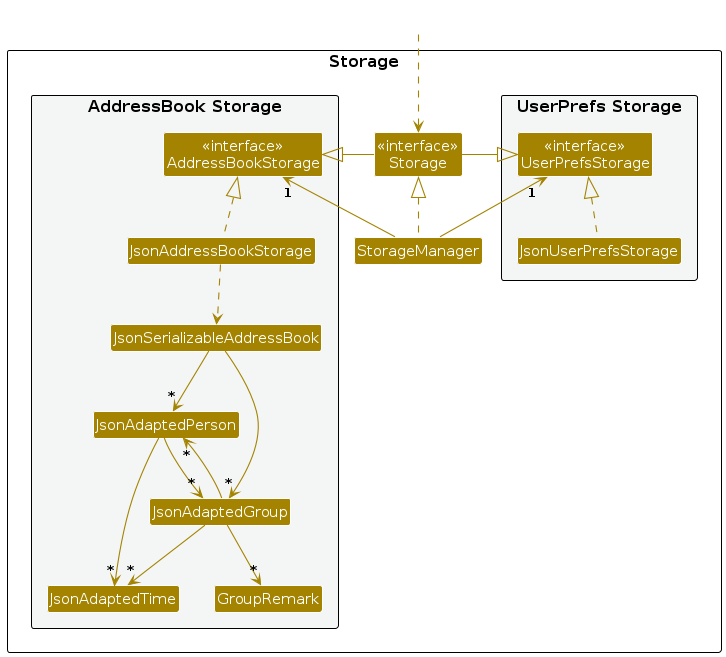 Storage
AddressBook Storage
UserPrefs Storage
«interface»
AddressBookStorage
«interface»
Storage
«interface»
UserPrefsStorage
1
1
JsonAddressBookStorage
StorageManager
JsonUserPrefsStorage
JsonSerializableAddressBook
*
JsonAdaptedPerson
*
*
*
JsonAdaptedGroup
*
*
*
JsonAdaptedTime
GroupRemark